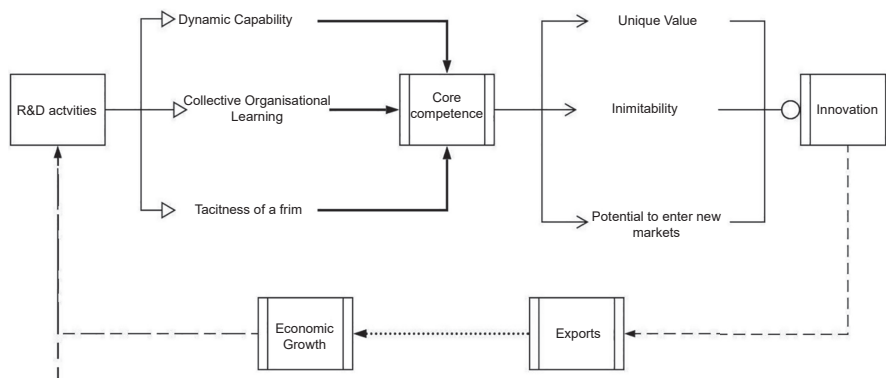 Dynamic Capability
Unique Value
R&D actvities
Collective Organisational
Learning
Core
competence
Inimitability
Innovation
Tacitness of a frim
Potential to enter new
markets
Economic
Growth
Exports